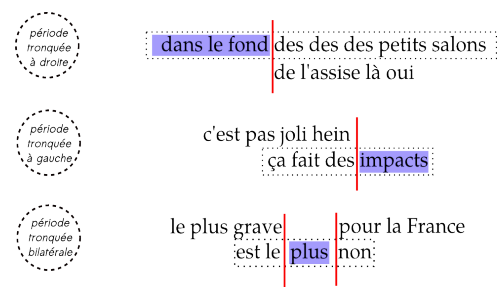 période
tronquée
à droite
dans le fond des des des petits salons
de l'assise là oui
période
tronquée
à gauche
c'est pas joli hein
ça fait des impacts
période
tronquée
bilatérale
le plus grave pour la France
est le plus non